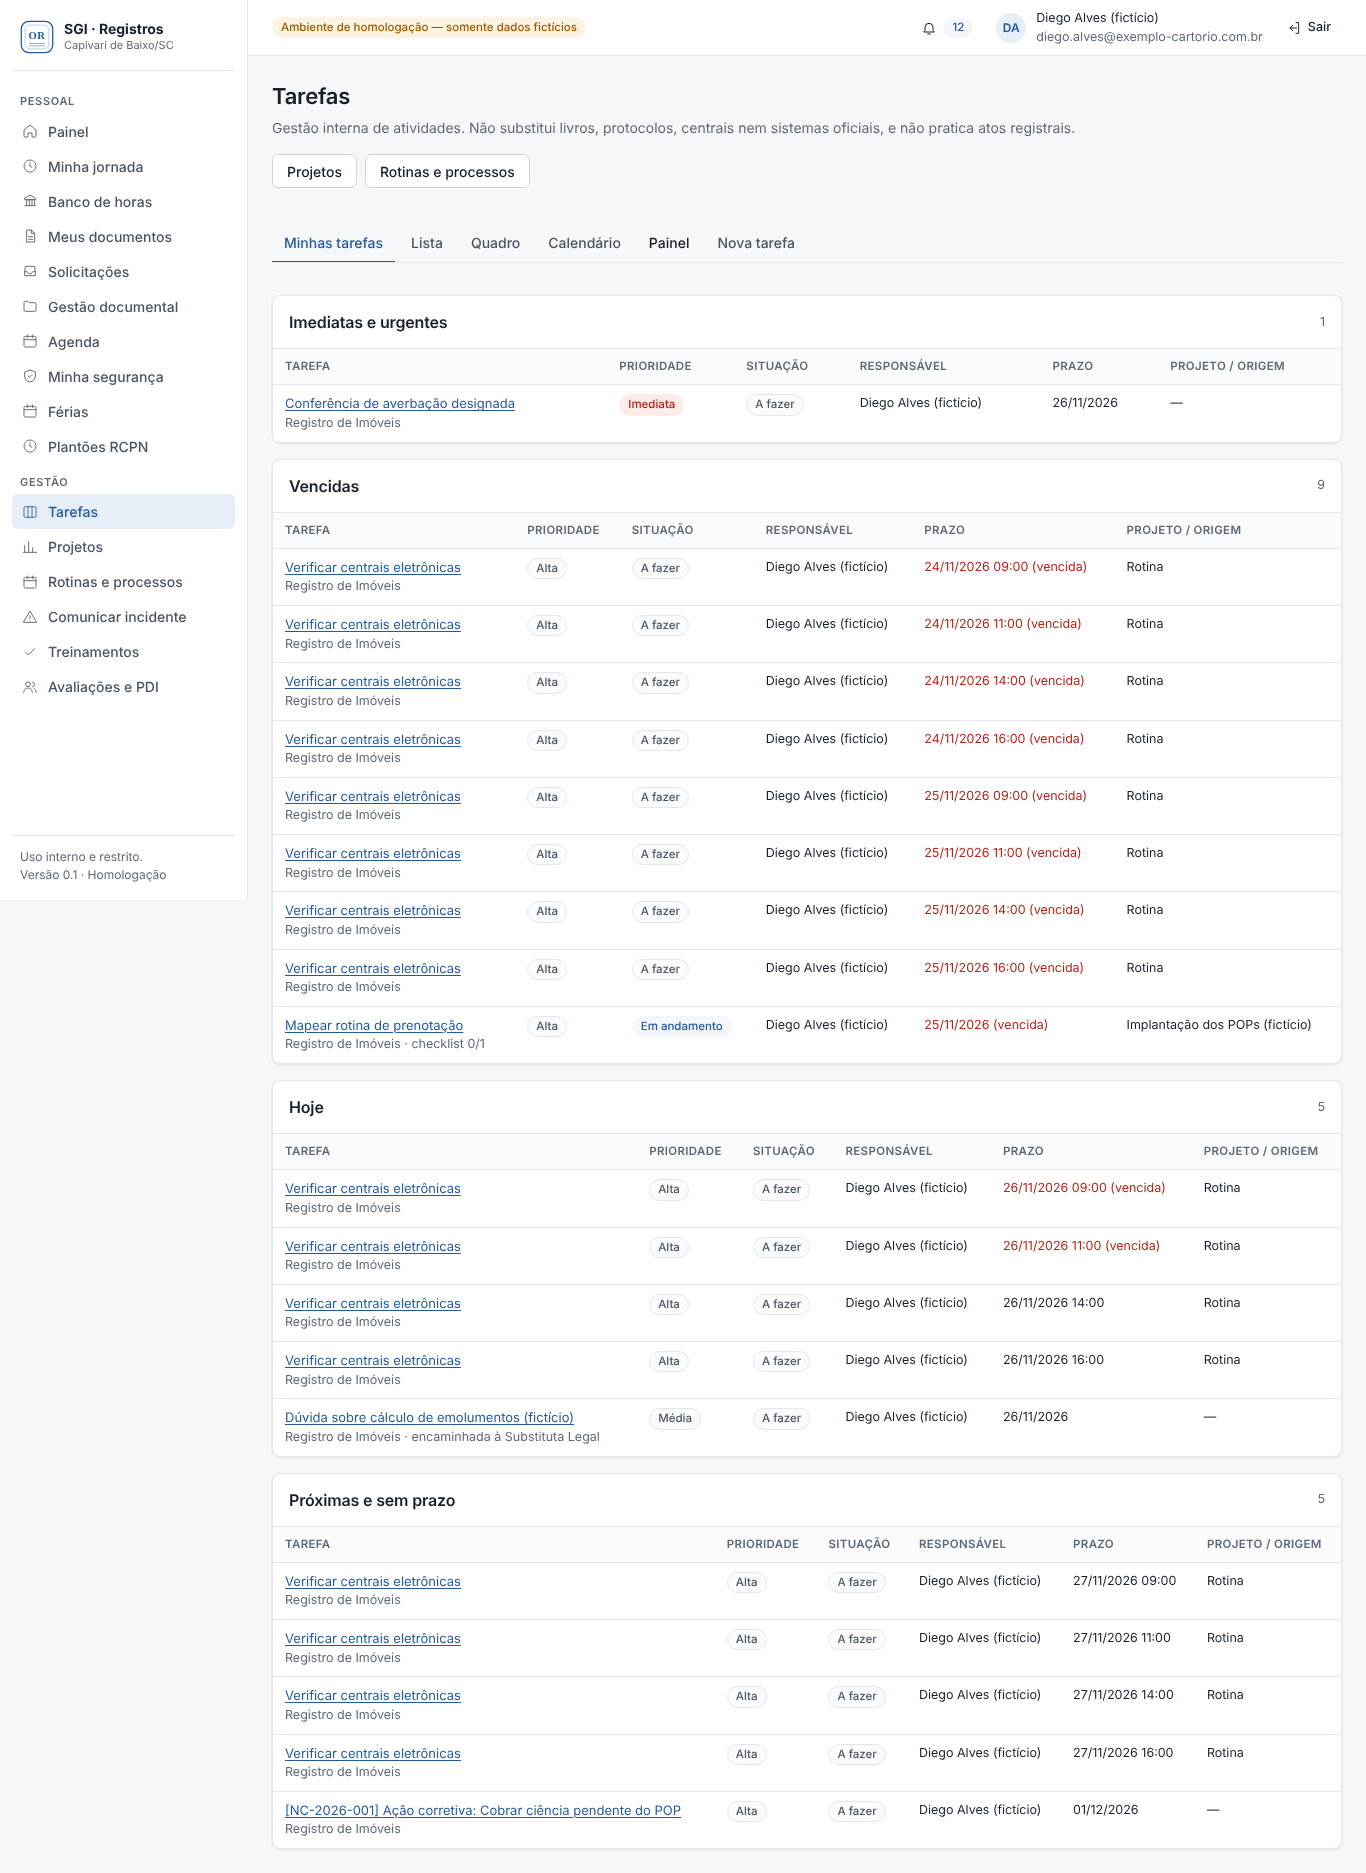 OR
SGI · Registros
Capivari de Baixo/SC
PESSOAL
Painel
Minha jornada
Banco de horas
Meus documentos
Solicitações
Gestão documental
Agenda
Minha segurança
Férias
Plantões RCPN
GESTÃO
Tarefas
Projetos
Rotinas e processos
Comunicar incidente
Treinamentos
Avaliações e PDI
Uso interno e restrito.
Versão 0.1 · Homologação
Ambiente de homologação — somente dados fictícios
12
DA
Diego Alves (fictício)
diego.alves@exemplo-cartorio.com.br
Sair
Tarefas
Gestão interna de atividades. Não substitui livros, protocolos, centrais nem sistemas oficiais, e não pratica atos registrais.
Projetos Rotinas e processos
Minhas tarefas Lista Quadro Calendário Painel Nova tarefa
Imediatas e urgentes 1
TAREFA PRIORIDADE SITUAÇÃO RESPONSÁVEL PRAZO PROJETO / ORIGEM
Conferência de averbação designada Imediata A fazer Diego Alves (fictício) 26/11/2026 —
Registro de Imóveis
Vencidas 9
TAREFA PRIORIDADE SITUAÇÃO RESPONSÁVEL PRAZO PROJETO / ORIGEM
Verificar centrais eletrônicas Alta A fazer Diego Alves (fictício) 24/11/2026 09:00 (vencida) Rotina
Registro de Imóveis
Verificar centrais eletrônicas Alta A fazer Diego Alves (fictício) 24/11/2026 11:00 (vencida) Rotina
Registro de Imóveis
Verificar centrais eletrônicas Alta A fazer Diego Alves (fictício) 24/11/2026 14:00 (vencida) Rotina
Registro de Imóveis
Verificar centrais eletrônicas Alta A fazer Diego Alves (fictício) 24/11/2026 16:00 (vencida) Rotina
Registro de Imóveis
Verificar centrais eletrônicas Alta A fazer Diego Alves (fictício) 25/11/2026 09:00 (vencida) Rotina
Registro de Imóveis
Verificar centrais eletrônicas Alta A fazer Diego Alves (fictício) 25/11/2026 11:00 (vencida) Rotina
Registro de Imóveis
Verificar centrais eletrônicas Alta A fazer Diego Alves (fictício) 25/11/2026 14:00 (vencida) Rotina
Registro de Imóveis
Verificar centrais eletrônicas Alta A fazer Diego Alves (fictício) 25/11/2026 16:00 (vencida) Rotina
Registro de Imóveis
Mapear rotina de prenotação Alta Em andamento Diego Alves (fictício) 25/11/2026 (vencida) Implantação dos POPs (fictício)
Registro de Imóveis · checklist 0/1
Hoje 5
TAREFA PRIORIDADE SITUAÇÃO RESPONSÁVEL PRAZO PROJETO / ORIGEM
Verificar centrais eletrônicas Alta A fazer Diego Alves (fictício) 26/11/2026 09:00 (vencida) Rotina
Registro de Imóveis
Verificar centrais eletrônicas Alta A fazer Diego Alves (fictício) 26/11/2026 11:00 (vencida) Rotina
Registro de Imóveis
Verificar centrais eletrônicas Alta A fazer Diego Alves (fictício) 26/11/2026 14:00 Rotina
Registro de Imóveis
Verificar centrais eletrônicas Alta A fazer Diego Alves (fictício) 26/11/2026 16:00 Rotina
Registro de Imóveis
Dúvida sobre cálculo de emolumentos (fictício) Média A fazer Diego Alves (fictício) 26/11/2026 —
Registro de Imóveis · encaminhada à Substituta Legal
Próximas e sem prazo 5
TAREFA PRIORIDADE SITUAÇÃO RESPONSÁVEL PRAZO PROJETO / ORIGEM
Verificar centrais eletrônicas Alta A fazer Diego Alves (fictício) 27/11/2026 09:00 Rotina
Registro de Imóveis
Verificar centrais eletrônicas Alta A fazer Diego Alves (fictício) 27/11/2026 11:00 Rotina
Registro de Imóveis
Verificar centrais eletrônicas Alta A fazer Diego Alves (fictício) 27/11/2026 14:00 Rotina
Registro de Imóveis
Verificar centrais eletrônicas Alta A fazer Diego Alves (fictício) 27/11/2026 16:00 Rotina
Registro de Imóveis
[NC-2026-001] Ação corretiva: Cobrar ciência pendente do POP Alta A fazer Diego Alves (fictício) 01/12/2026 —
Registro de Imóveis